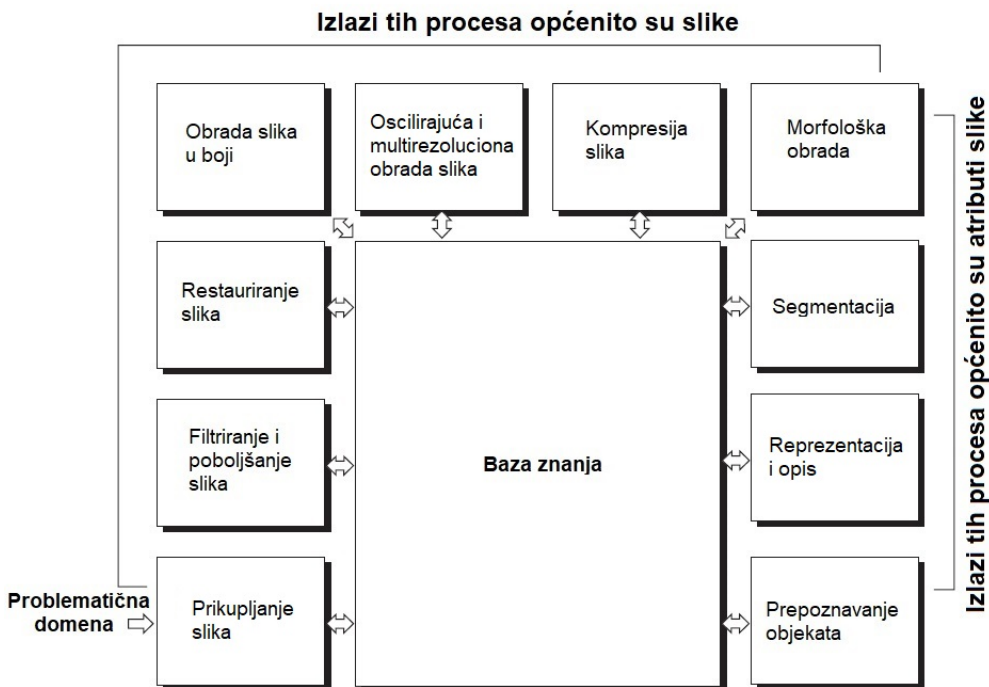 Izlazi tih procesa općenito su slike
Obrada slika
u boji
Oscilirajuća i
multirezoluciona
obrada slika
Kompresija
slika
Morfološka
obrada
Restauriranje
slika
Segmentacija
Filtriranje i
poboljšanje
slika
Baza znanja
Reprezentacija
i opis
Problematična
domena
Prikupljanje
slika
Prepoznavanje
objekata
Izlazi tih procesa općenito su atributi slike